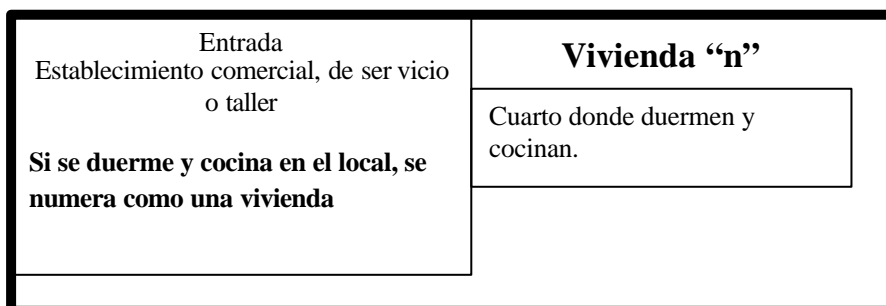 Entrada
Establecimiento comercial, de ser vicio
o taller
Si se duerme y cocina en el local, se
numera como una vivienda
Vivienda “n”
Cuarto donde duermen y
cocinan.